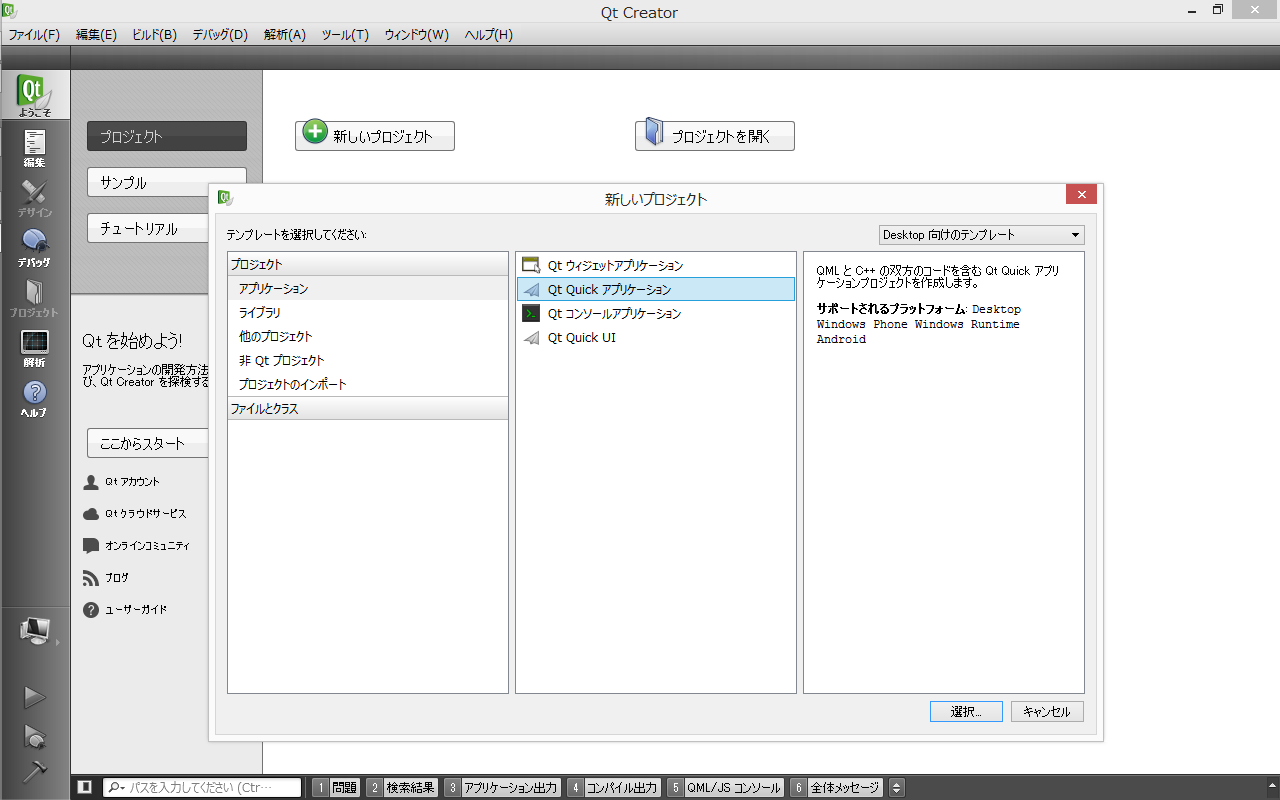 Qt Creator
ファイル(F) 編集(E) ビルド(B) デバッグ(D) 解析(A) ツール(T) ウィンドウ(W) ヘルプ(H)
Qt
ようこそ
編集
デザイン
デバッグ
プロジェクト
解析
ヘルプ
プロジェクト
サンプル
チュートリアル
新しいプロジェクト
プロジェクトを開く
Qt を始めよう!
アプリケーションの開発方法
び、Qt Creator を探検する
ここからスタート
Qt アカウント
Qt クラウドサービス
オンラインコミュニティ
ブログ
ユーザーガイド
新しいプロジェクト
テンプレートを選択してください:
Desktop 向けのテンプレート
プロジェクト
アプリケーション
ライブラリ
他のプロジェクト
非 Qt プロジェクト
プロジェクトのインポート
ファイルとクラス
Qt ウィジェットアプリケーション
Qt Quick アプリケーション
Qt コンソールアプリケーション
Qt Quick UI
QML と C++ の双方のコードを含む Qt Quick アプリ
ケーションプロジェクトを作成します。
サポートされるプラットフォーム: Desktop
Windows Phone Windows Runtime
Android
選択...
キャンセル
パスを入力してください (Ctr…
1 問題
2 検索結果
3 アプリケーション出力
4 コンパイル出力
5 QML/JS コンソール
6 全体メッセージ